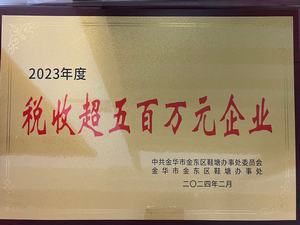 2023年度
税收超五百万元企业
中共金华市金东区鞋塘办事处委员会
金华市金东区鞋塘办事处
二〇二四年二月